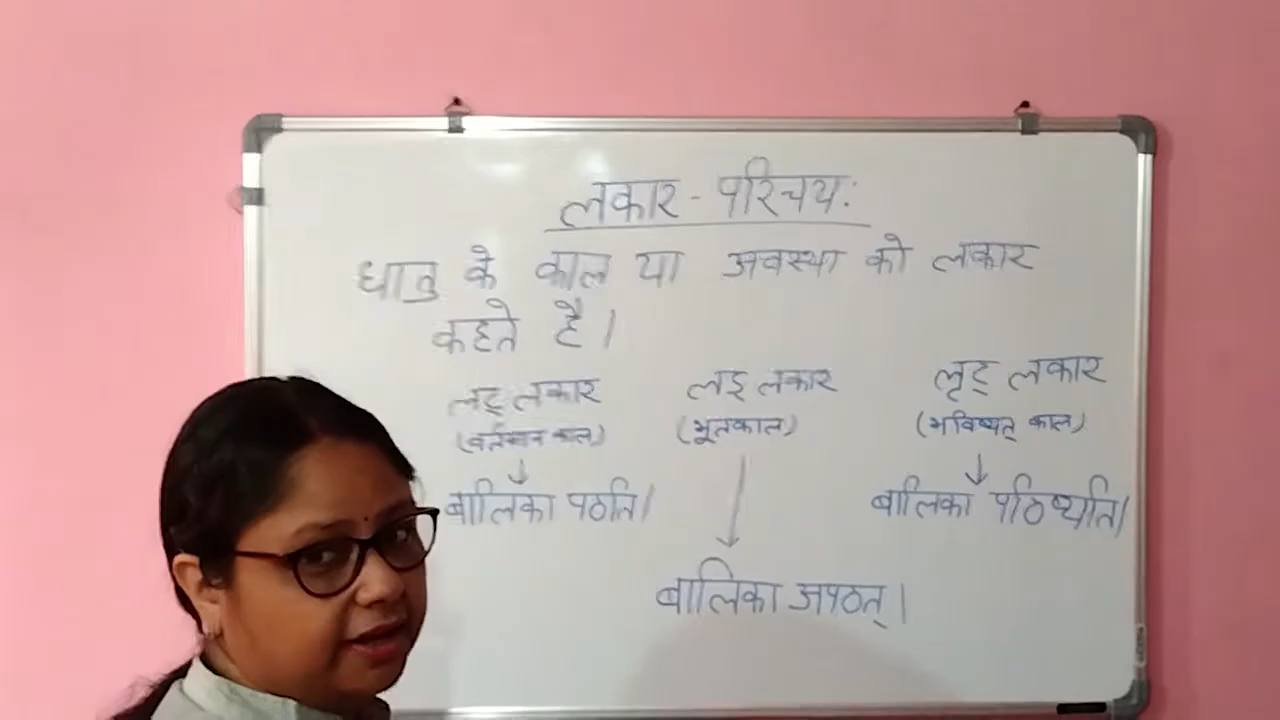 लकार - परिचय:
धातु के काल या अवस्था को लकार
कहते है।
लट् लकार
(वर्तमान काल)
बालिका पठति।
लङ् लकार
(भूतकाल)
बालिका अपठत्।
लृट् लकार
(भविष्यत् काल)
बालिका पठिष्यति।